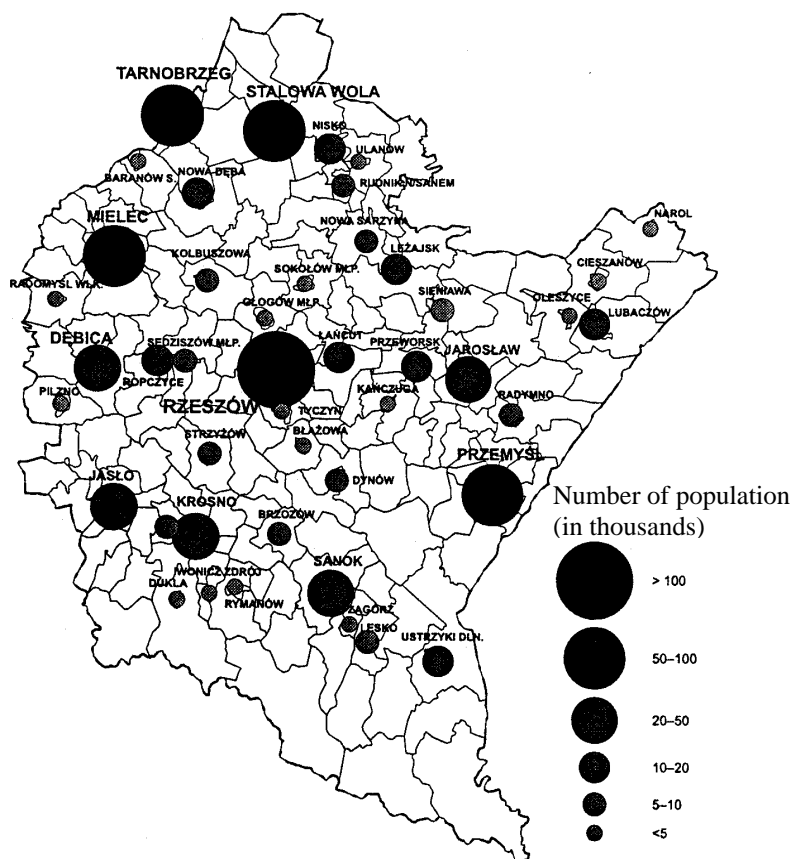 TARNOBRZEG
STALOWA WOLA
NISKO
ULANÓW
BARANÓW S.
NOWA DĘBA
RUDNIK N/SANEM
MIELEC
NOWA SARZYNA
NAROL
KOLBUSZOWA
LEŻAJSK
SOKOŁÓW MŁP.
CIESZANÓW
RADOMYŚL WLK.
GŁOGÓW MŁP.
SIENIAWA
OLESZYCE
LUBACZÓW
DĘBICA
SĘDZISZÓW MŁP.
ŁAŃCUT
PRZEWORSK
JAROSŁAW
ROPCZYCE
PILZNO
RZESZÓW
TYCZYN
KAŃCZUGA
RADYMNO
STRZYŻÓW
BŁAŻOWA
PRZEMYŚL
JASŁO
DYNÓW
KROSNO
BRZOZÓW
Number of population
(in thousands)
SANOK
DUKLA
IWONICZ ZDRÓJ
RYMANÓW
ZAGÓRZ
LESKO
USTRZYKI DLN.
> 100
50–100
20–50
10–20
5–10
<5